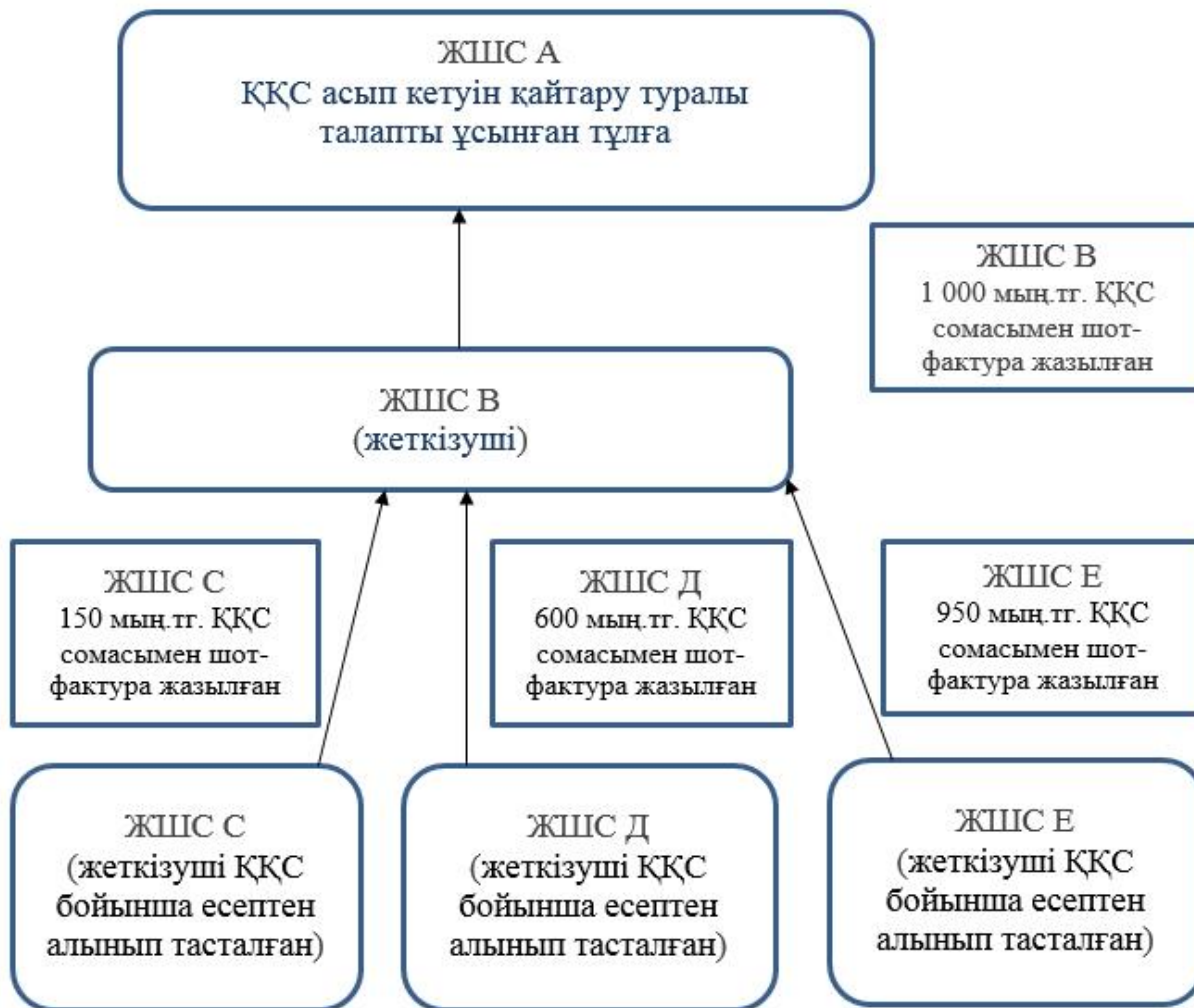 ЖШС А
ҚҚС асып кетуін қайтару туралы
талапты ұсынған тұлға
ЖШС В
1 000 мың.тг. ҚҚС
сомасымен шот-
фактура жазылған
ЖШС В
(жеткізуші)
ЖШС С
150 мың.тг. ҚҚС
сомасымен шот-
фактура жазылған
ЖШС Д
600 мың.тг. ҚҚС
сомасымен шот-
фактура жазылған
ЖШС Е
950 мың.тг. ҚҚС
сомасымен шот-
фактура жазылған
ЖШС С
(жеткізуші ҚҚС
бойынша есептен
алынып тасталған)
ЖШС Д
(жеткізуші ҚҚС
бойынша есептен
алынып тасталған)
ЖШС Е
(жеткізуші ҚҚС
бойынша есептен
алынып тасталған)